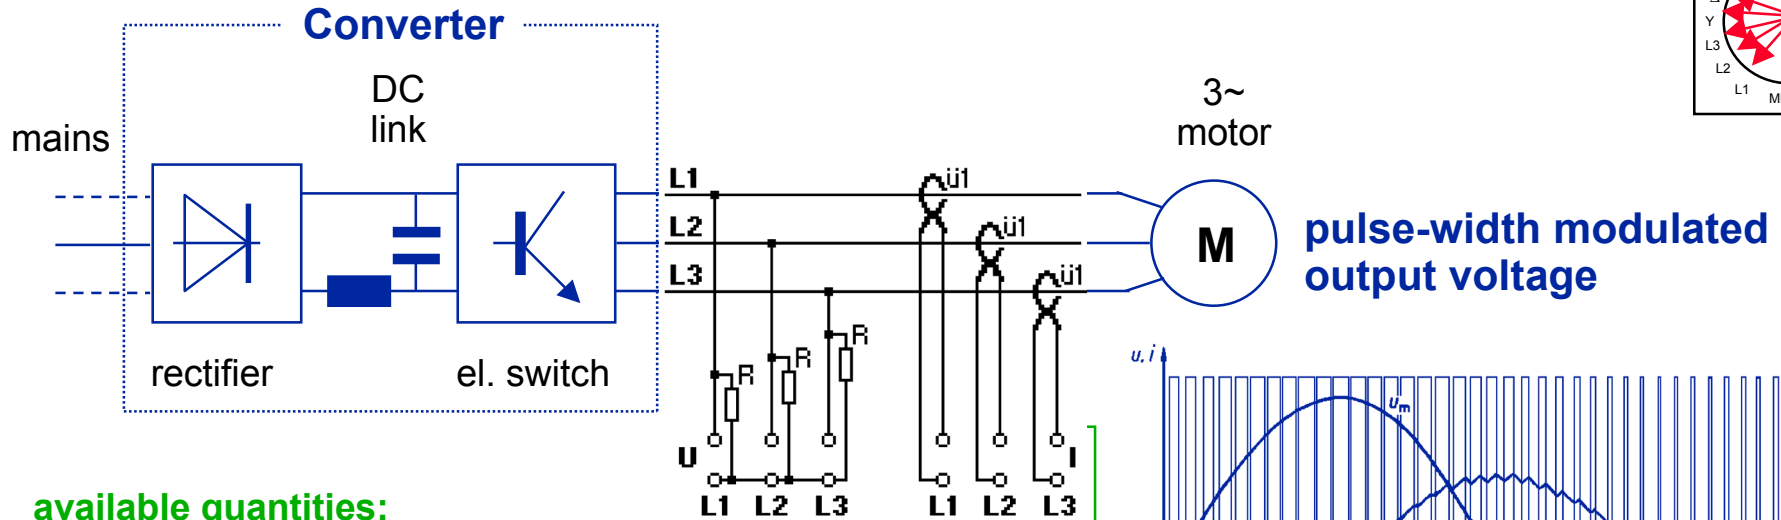 Converter
DC
link
mains
rectifier
el. switch
L1
L2
L3
ü1
ü1
ü1
3~
motor
M
pulse-width modulated
output voltage
R
R
R
U
I
L1 L2 L3
L1 L2 L3
u, i
um
available quantities:
Y
L3
L2
L1